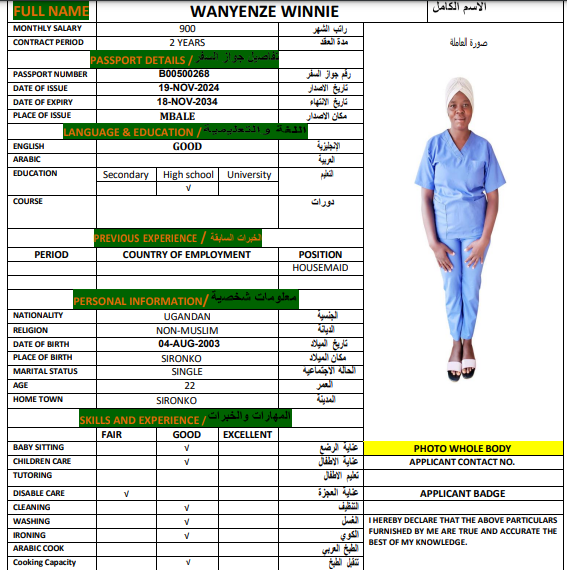 FULL NAME WANYENZE WINNIE الاسم الكامل
MONTHLY SALARY 900 راتب الشهر
CONTRACT PERIOD 2 YEARS مدة العقد
صورة العاملة
PASSPORT DETAILS / تفاصيل جواز السفر
PASSPORT NUMBER B00500268 رقم جواز السفر
DATE OF ISSUE 19-NOV-2024 تاريخ الاصدار
DATE OF EXPIRY 18-NOV-2034 تاريخ الانتهاء
PLACE OF ISSUE MBALE مكان الاصدار
LANGUAGE & EDUCATION / اللغة و التعليمية
ENGLISH GOOD الإنجليزية
ARABIC العربية
EDUCATION Secondary High school University التعليم
√
COURSE دورات
PREVIOUS EXPERIENCE / الخبرات السابقة
PERIOD COUNTRY OF EMPLOYMENT POSITION
HOUSEMAID
PERSONAL INFORMATION/ معلومات شخصية
NATIONALITY UGANDAN الجنسية
RELIGION NON-MUSLIM الديانة
DATE OF BIRTH 04-AUG-2003 تاريخ الميلاد
PLACE OF BIRTH SIRONKO مكان الميلاد
MARITAL STATUS SINGLE الحالة الاجتماعية
AGE 22 العمر
HOME TOWN SIRONKO المدينة
SKILLS AND EXPERIENCE / المهارات والخبرات
FAIR GOOD EXCELLENT
BABY SITTING √ عناية الرضع
CHILDREN CARE √ عناية الاطفال
TUTORING تعليم الاطفال
DISABLE CARE √ عناية العجزة
CLEANING √ التنظيف
WASHING √ الغسل
IRONING √ الكوي
ARABIC COOK الطبخ العربي
Cooking Capacity √ تتقبل الطبخ
PHOTO WHOLE BODY
APPLICANT CONTACT NO.
APPLICANT BADGE
I HEREBY DECLARE THAT THE ABOVE PARTICULARS
FURNISHED BY ME ARE TRUE AND ACCURATE THE
BEST OF MY KNOWLEDGE.